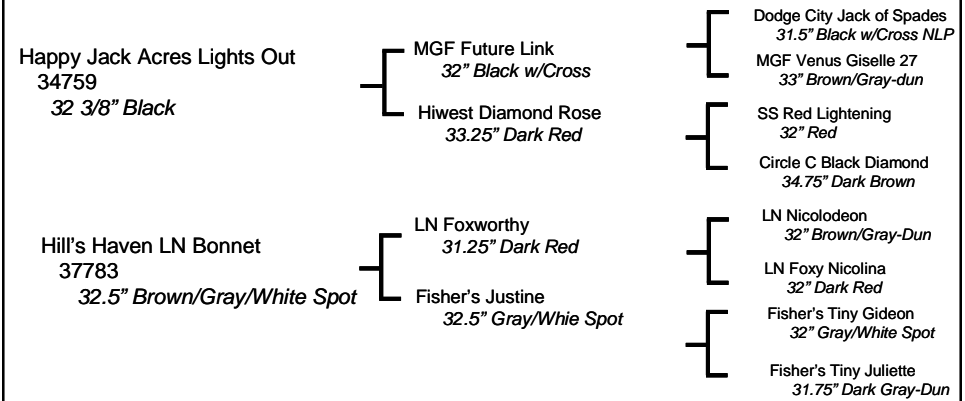 Happy Jack Acres Lights Out
34759
32 3/8” Black
MGF Future Link
32” Black w/Cross
Hiwest Diamond Rose
33.25” Dark Red
Dodge City Jack of Spades
31.5” Black w/Cross NLP
MGF Venus Giselle 27
33” Brown/Gray-dun
SS Red Lightening
32” Red
Circle C Black Diamond
34.75” Dark Brown
Hill's Haven LN Bonnet
37783
32.5” Brown/Gray/White Spot
LN Foxworthy
31.25” Dark Red
Fisher's Justine
32.5” Gray/Whie Spot
LN Nicolodeon
32” Brown/Gray-Dun
LN Foxy Nicolina
32” Dark Red
Fisher's Tiny Gideon
32” Gray/White Spot
Fisher's Tiny Juliette
31.75” Dark Gray-Dun